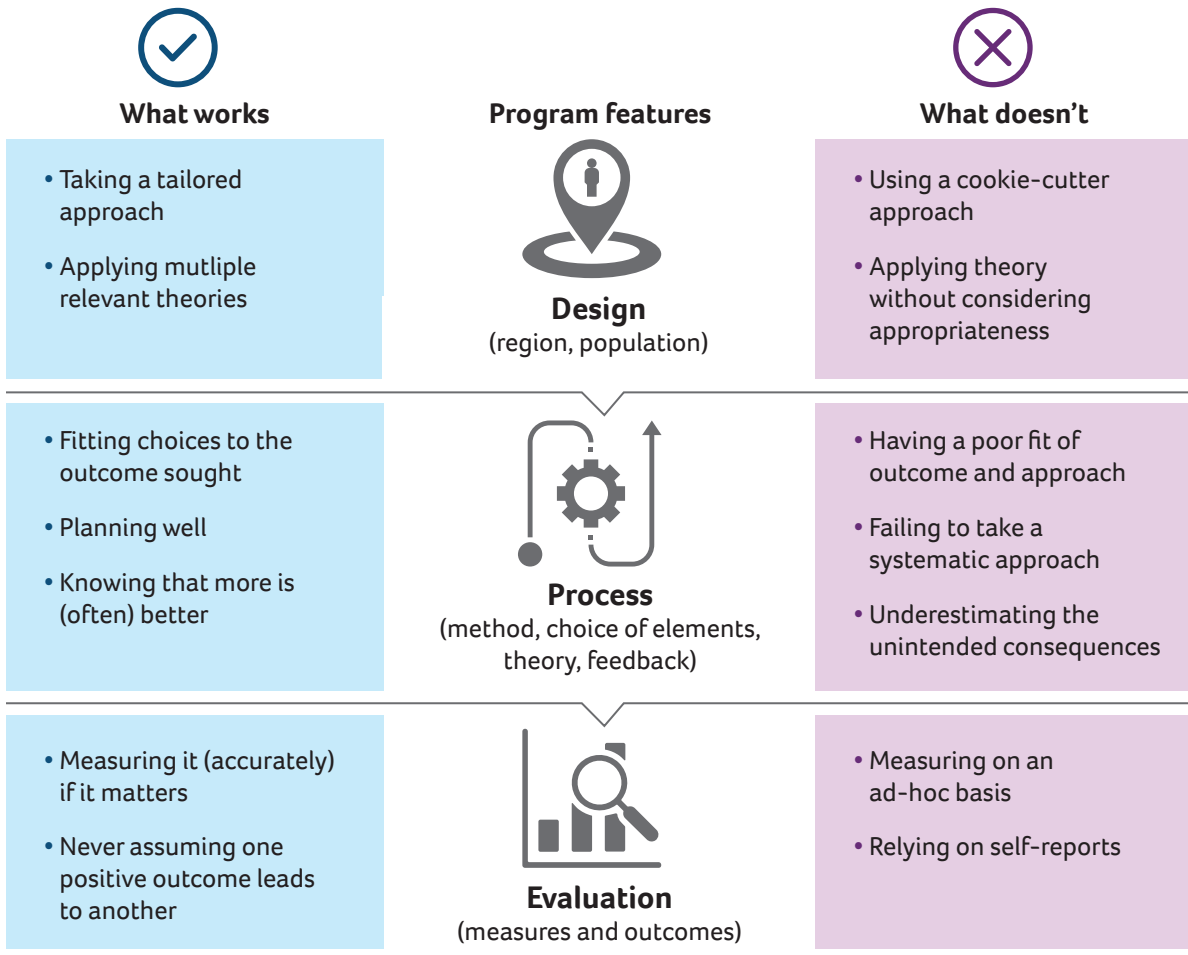 What works
Program features
What doesn’t
• Taking a tailored
approach
• Applying mutliple
relevant theories
Design
(region, population)
• Using a cookie-cutter
approach
• Applying theory
without considering
appropriateness
• Fitting choices to the
outcome sought
• Planning well
• Knowing that more is
(often) better
Process
(method, choice of elements,
theory, feedback)
• Having a poor fit of
outcome and approach
• Failing to take a
systematic approach
• Underestimating the
unintended consequences
• Measuring it (accurately)
if it matters
• Never assuming one
positive outcome leads
to another
Evaluation
(measures and outcomes)
• Measuring on an
ad-hoc basis
• Relying on self-reports